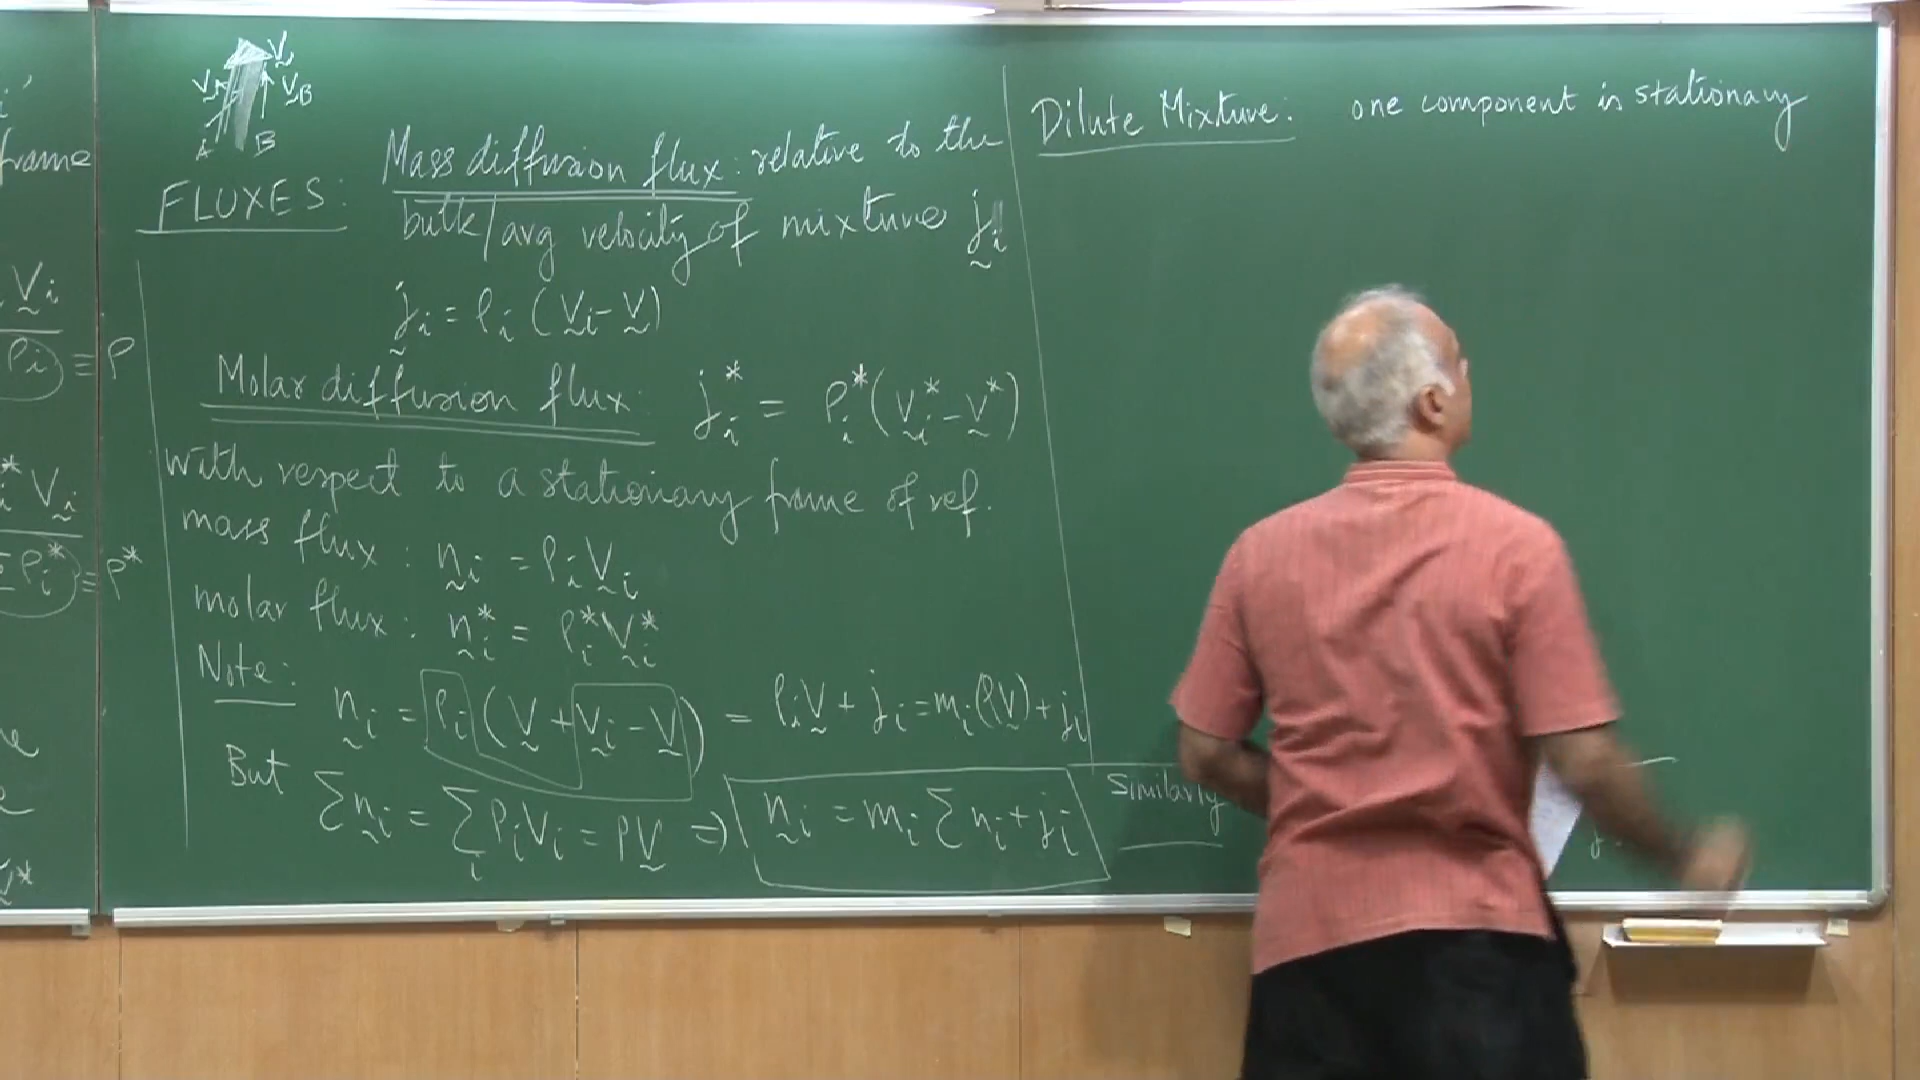 i'
frame
V_i
ρ_i ≡ ρ
* V_i
Σ ρ_i* ≡ ρ*
V*
V V
V_B
A B
FLUXES:
Mass diffusion flux: relative to the
bulk/avg velocity of mixture j_i
j_i = ρ_i (V_i - V)
Molar diffusion flux: j_i* = ρ_i* (V_i* - V*)
with respect to a stationary frame of ref.
mass flux: n_i = ρ_i V_i
molar flux: n_i* = ρ_i* V_i*
Note:
n_i = ρ_i (V + V_i - V) = ρ_i V + j_i = m_i (ρV) + j_i
But Σ n_i = Σ_i ρ_i V_i = ρV ⇒ n_i = m_i Σ n_i + j_i
Dilute Mixture: one component is stationary
Similarly